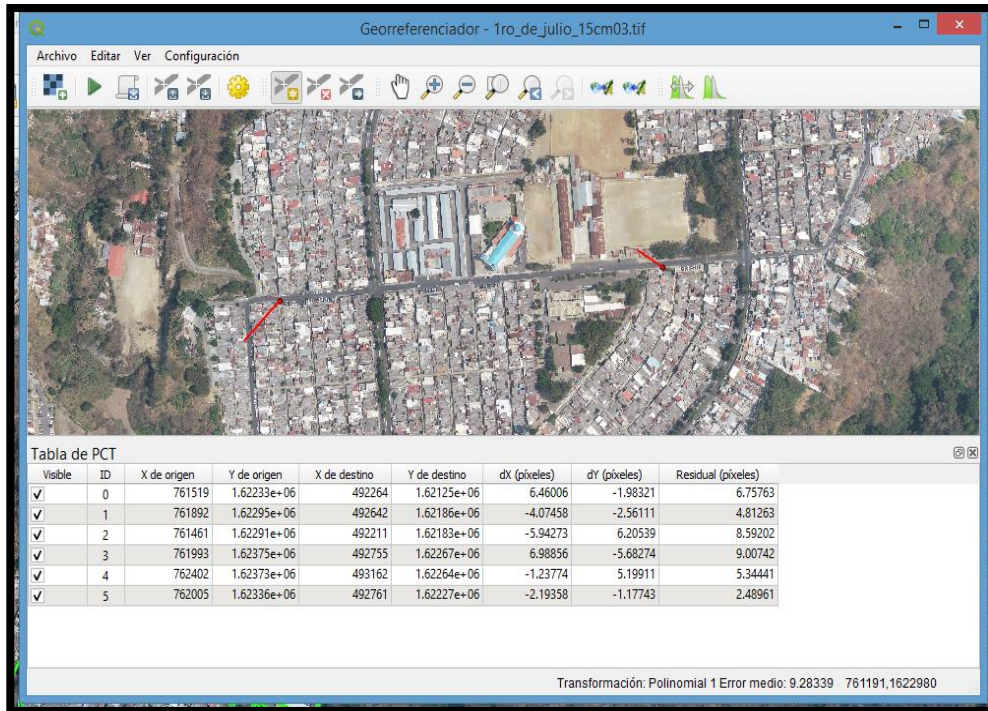 Georreferenciador - 1ro_de_julio_15cm03.tif
Archivo Editar Ver Configuración
Tabla de PCT
Visible ID X de origen Y de origen X de destino Y de destino dX (píxeles) dY (píxeles) Residual (píxeles)
0 761519 1.62233e+06 492264 1.62125e+06 6.46006 -1.98321 6.75763
1 761892 1.62295e+06 492642 1.62186e+06 -4.07458 -2.56111 4.81263
2 761461 1.62291e+06 492211 1.62183e+06 -5.94273 6.20539 8.59202
3 761993 1.62375e+06 492755 1.62267e+06 6.98856 -5.68274 9.00742
4 762402 1.62373e+06 493162 1.62264e+06 -1.23774 5.19911 5.34441
5 762005 1.62336e+06 492761 1.62227e+06 -2.19358 -1.17743 2.48961
Transformación: Polinomial 1 Error medio: 9.28339 761191,1622980